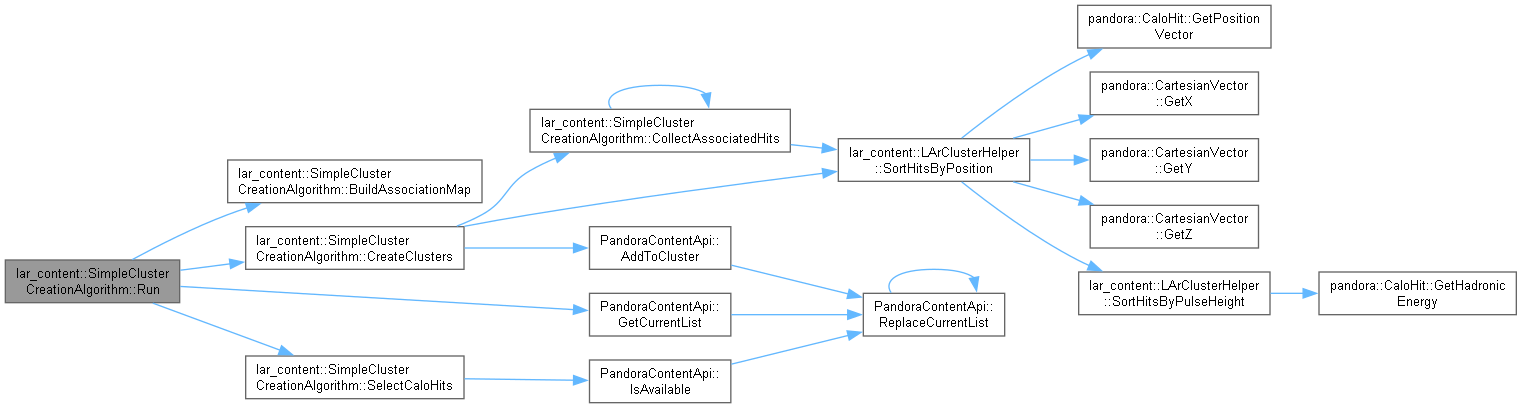 lar_content::SimpleCluster
CreationAlgorithm::Run
lar_content::SimpleCluster
CreationAlgorithm::BuildAssociationMap
lar_content::SimpleCluster
CreationAlgorithm::CreateClusters
lar_content::SimpleCluster
CreationAlgorithm::CollectAssociatedHits
lar_content::LArClusterHelper
::SortHitsByPosition
pandora::CaloHit::GetPosition
Vector
pandora::CartesianVector
::GetX
pandora::CartesianVector
::GetY
pandora::CartesianVector
::GetZ
lar_content::LArClusterHelper
::SortHitsByPulseHeight
pandora::CaloHit::GetHadronic
Energy
PandoraContentApi::
AddToCluster
PandoraContentApi::
ReplaceCurrentList
PandoraContentApi::
GetCurrentList
lar_content::SimpleCluster
CreationAlgorithm::SelectCaloHits
PandoraContentApi::
IsAvailable